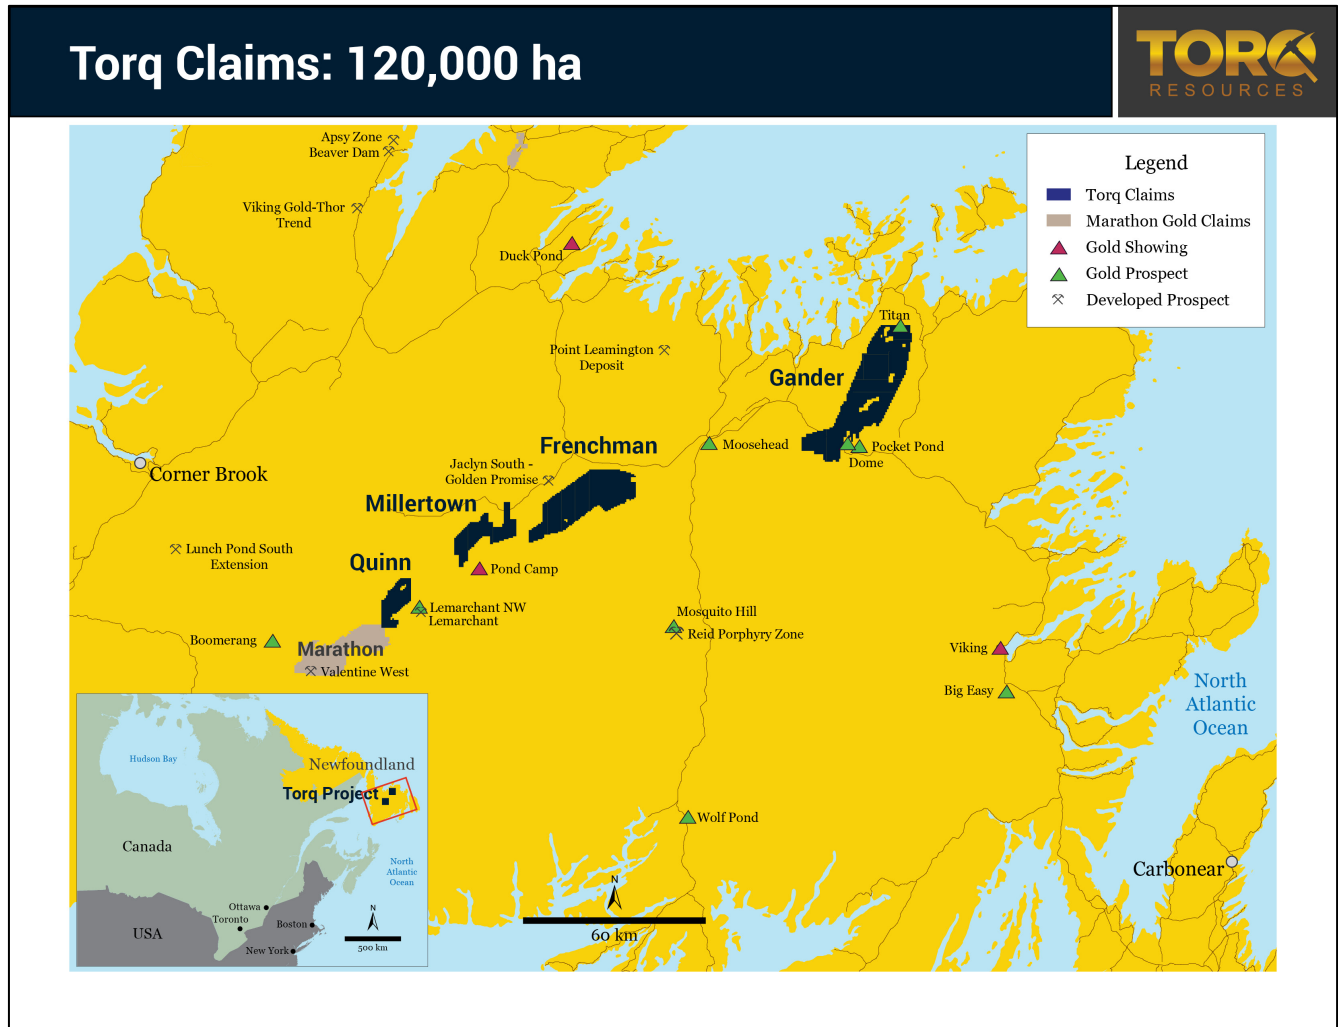 Torq Claims: 120,000 ha
TORQ
RESOURCES
Apsy Zone
Beaver Dam
Viking Gold-Thor
Trend
Duck Pond
Legend
Torq Claims
Marathon Gold Claims
Gold Showing
Gold Prospect
Developed Prospect
Titan
Point Leamington
Deposit
Gander
Frenchman
Moosehead
Pocket Pond
Dome
Corner Brook
Jaclyn South -
Golden Promise
Millertown
Lunch Pond South
Extension
Quinn
Pond Camp
Lemarchant NW
Lemarchant
Mosquito Hill
Reid Porphyry Zone
Boomerang
Marathon
Valentine West
Viking
Big Easy
North
Atlantic
Ocean
Wolf Pond
Carbonear
N
60 km
Hudson Bay
Newfoundland
Torq Project
Canada
North
Atlantic
Ocean
Ottawa
Toronto
Boston
USA
New York
N
500 km